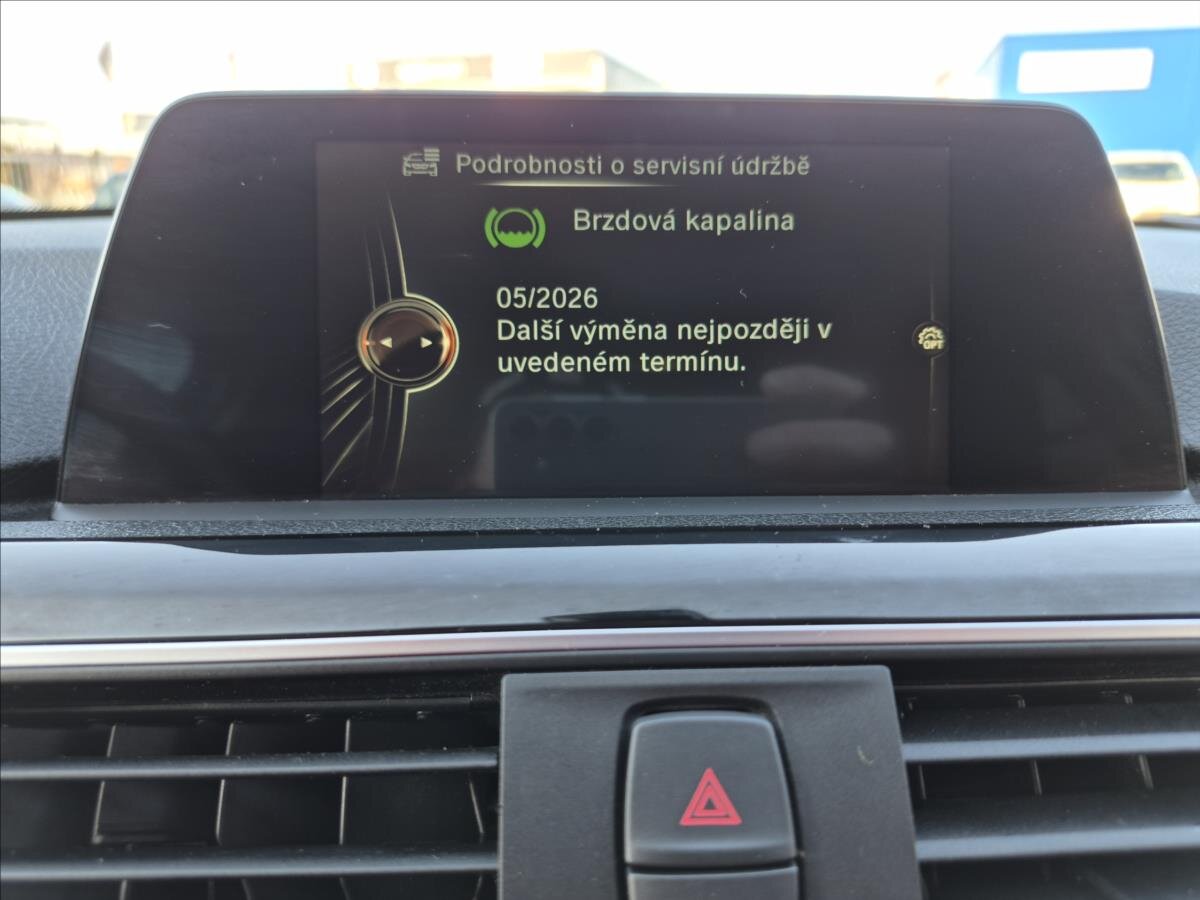 Podrobnosti o servisní údržbě
Brzdová kapalina
05/2026
Další výměna nejpozději v
uvedeném termínu.
OPT